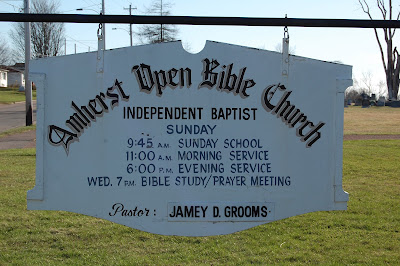 Amherst Open Bible Church
INDEPENDENT BAPTIST
SUNDAY
9:45 A.M. SUNDAY SCHOOL
11:00 A.M. MORNING SERVICE
6:00 P.M. EVENING SERVICE
WED. 7 P.M. BIBLE STUDY/PRAYER MEETING
Pastor: JAMEY D. GROOMS